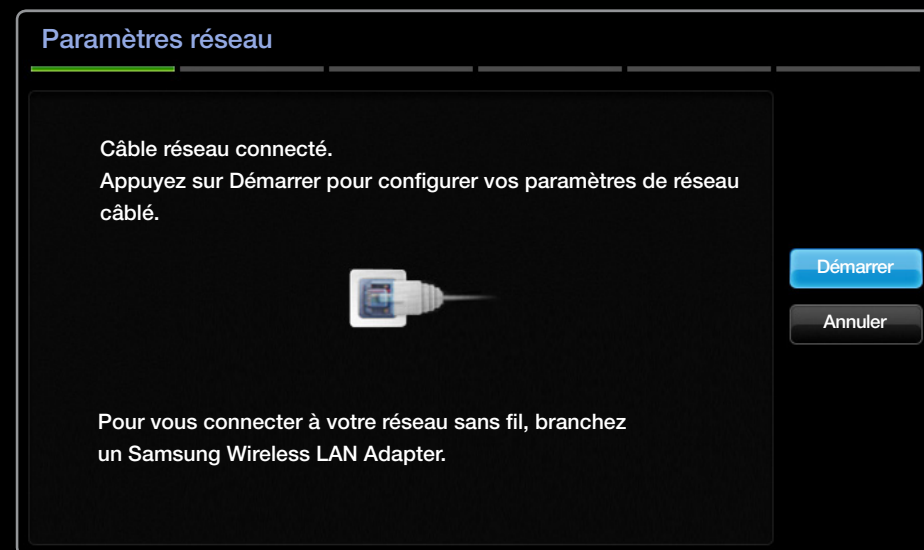 Paramètres réseau
Câble réseau connecté.
Appuyez sur Démarrer pour configurer vos paramètres de réseau
câblé.
Démarrer
Annuler
Pour vous connecter à votre réseau sans fil, branchez
un Samsung Wireless LAN Adapter.